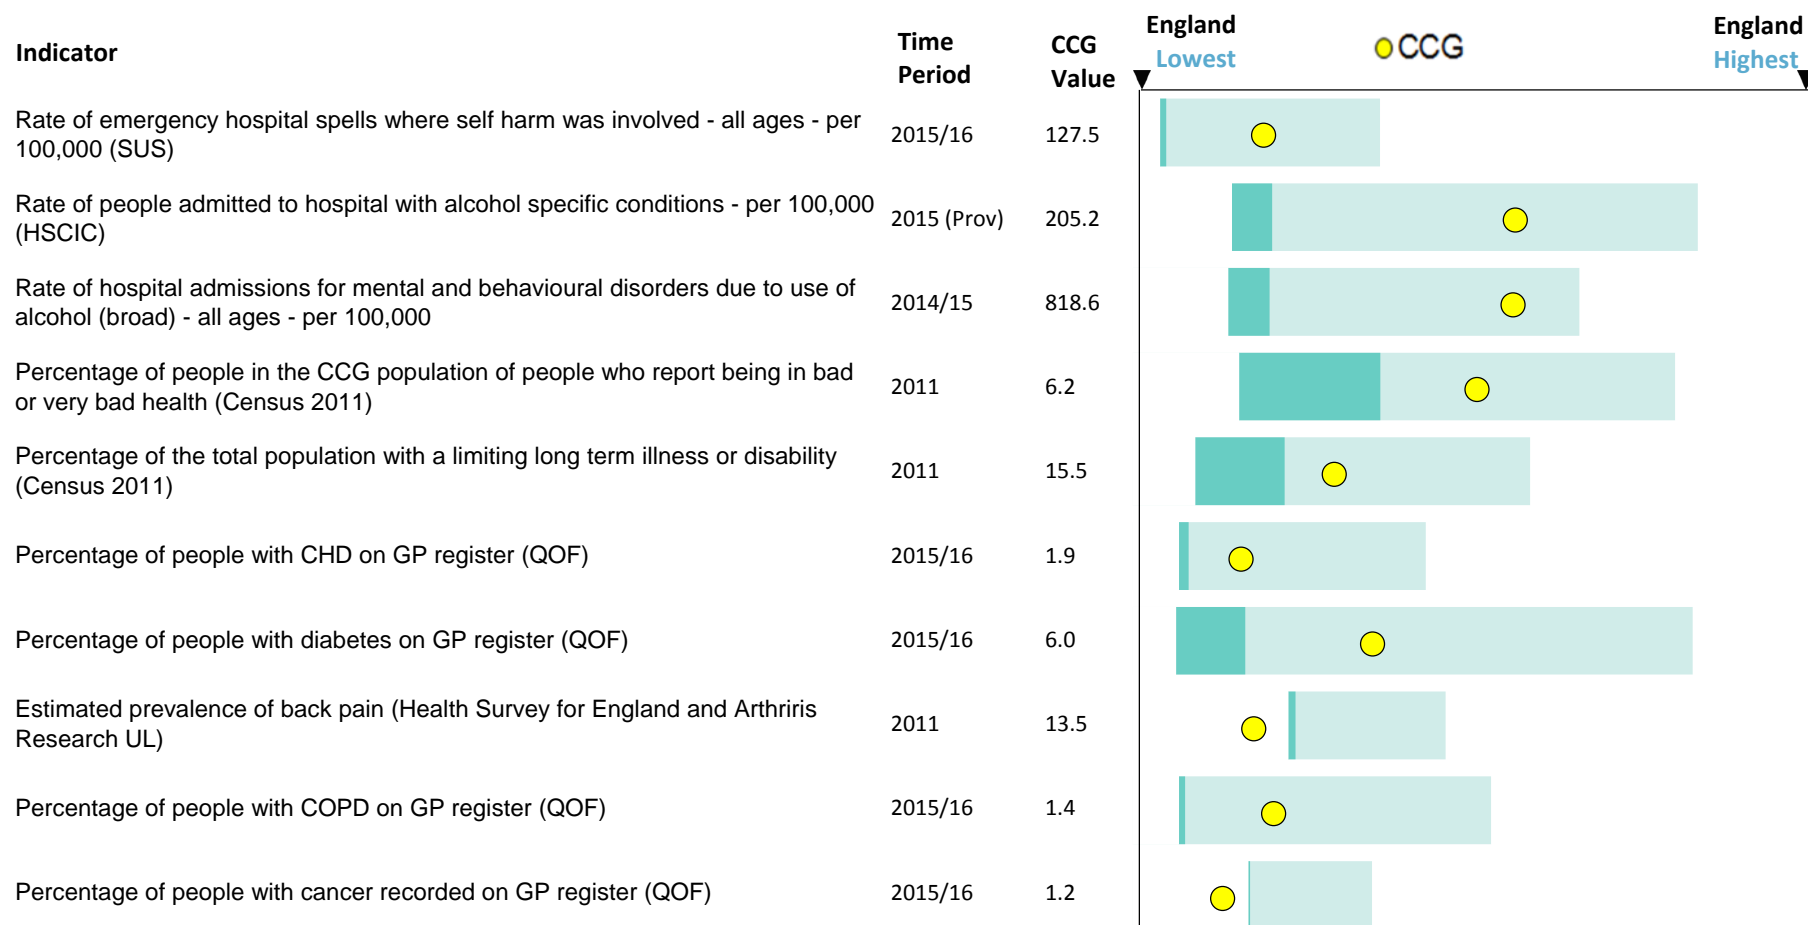 Indicator
Time
Period
CCG
Value
England
Lowest
CCG
England
Highest
Rate of emergency hospital spells where self harm was involved - all ages - per
100,000 (SUS)
2015/16
127.5
Rate of people admitted to hospital with alcohol specific conditions - per 100,000
(HSCIC)
2015 (Prov)
205.2
Rate of hospital admissions for mental and behavioural disorders due to use of
alcohol (broad) - all ages - per 100,000
2014/15
818.6
Percentage of people in the CCG population of people who report being in bad
or very bad health (Census 2011)
2011
6.2
Percentage of the total population with a limiting long term illness or disability
(Census 2011)
2011
15.5
Percentage of people with CHD on GP register (QOF)
2015/16
1.9
Percentage of people with diabetes on GP register (QOF)
2015/16
6.0
Estimated prevalence of back pain (Health Survey for England and Arthriris
Research UL)
2011
13.5
Percentage of people with COPD on GP register (QOF)
2015/16
1.4
Percentage of people with cancer recorded on GP register (QOF)
2015/16
1.2